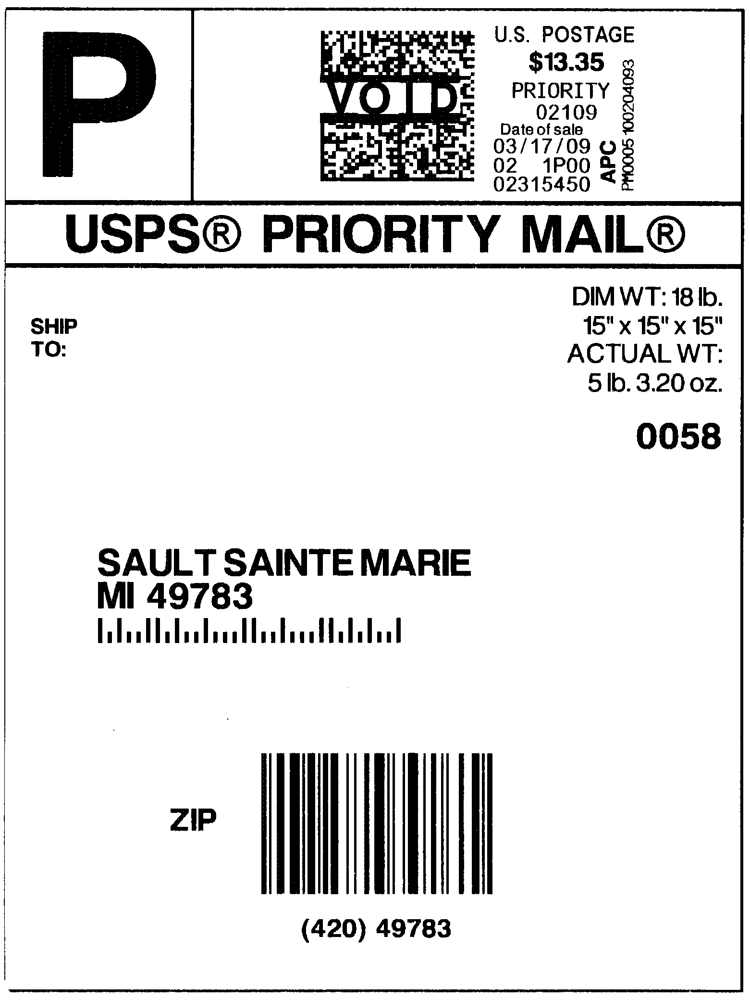 P
VOID
U.S. POSTAGE
$13.35
PRIORITY
02109
Date of sale
03/17/09
02 1P00
02315450
APC
PM0005 100204093
USPS® PRIORITY MAIL®
DIM WT: 18 lb.
15" x 15" x 15"
ACTUAL WT:
5 lb. 3.20 oz.
SHIP
TO:
0058
SAULT SAINTE MARIE
MI 49783
ZIP
(420) 49783